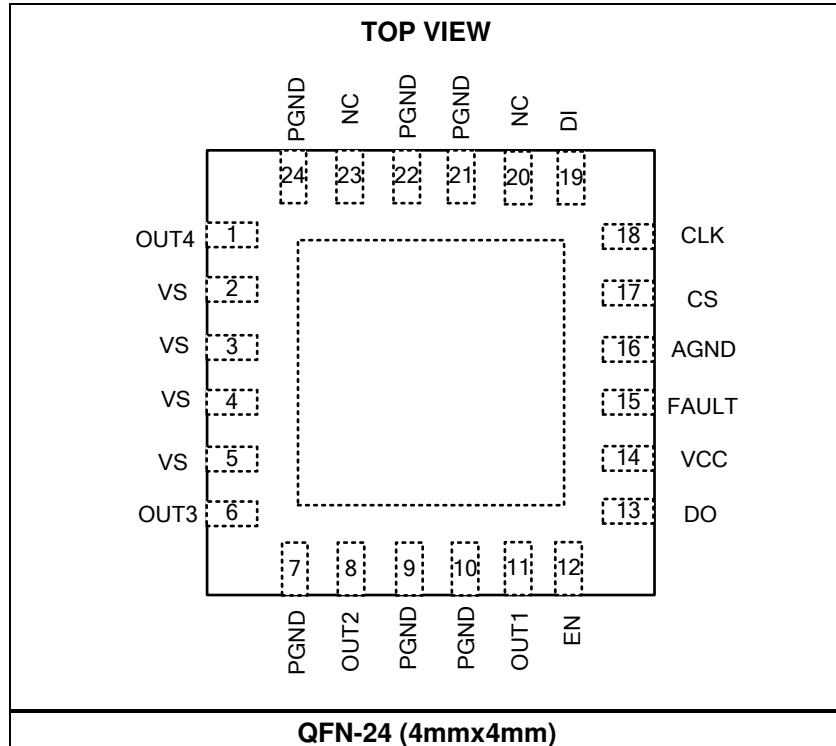 TOP VIEW
PGND NC PGND PGND NC DI
24 23 22 21 20 19
OUT4 1 18 CLK
VS 2 17 CS
VS 3 16 AGND
VS 4 15 FAULT
VS 5 14 VCC
OUT3 6 13 DO
7 8 9 10 11 12
PGND OUT2 PGND PGND OUT1 EN
QFN-24 (4mmx4mm)